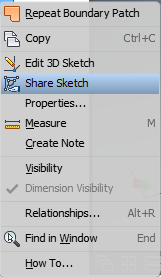 Repeat Boundary Patch
Copy Ctrl+C
Edit 3D Sketch
Share Sketch
Properties...
Measure M
Create Note
Visibility
Dimension Visibility
Relationships... Alt+R
Find in Window End
How To...